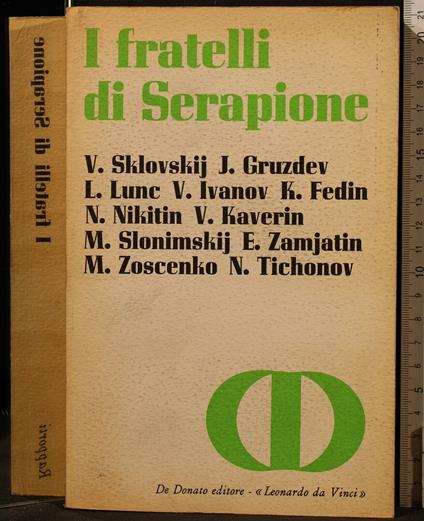 I fratelli
di Serapione
V. Sklovskij J. Gruzdev
L. Lunc V. Ivanov K. Fedin
N. Nikitin V. Kaverin
M. Slonimskij E. Zamjatin
M. Zoscenko N. Tichonov
De Donato editore - « Leonardo da Vinci »
I fratelli di Serapione
Rapporti